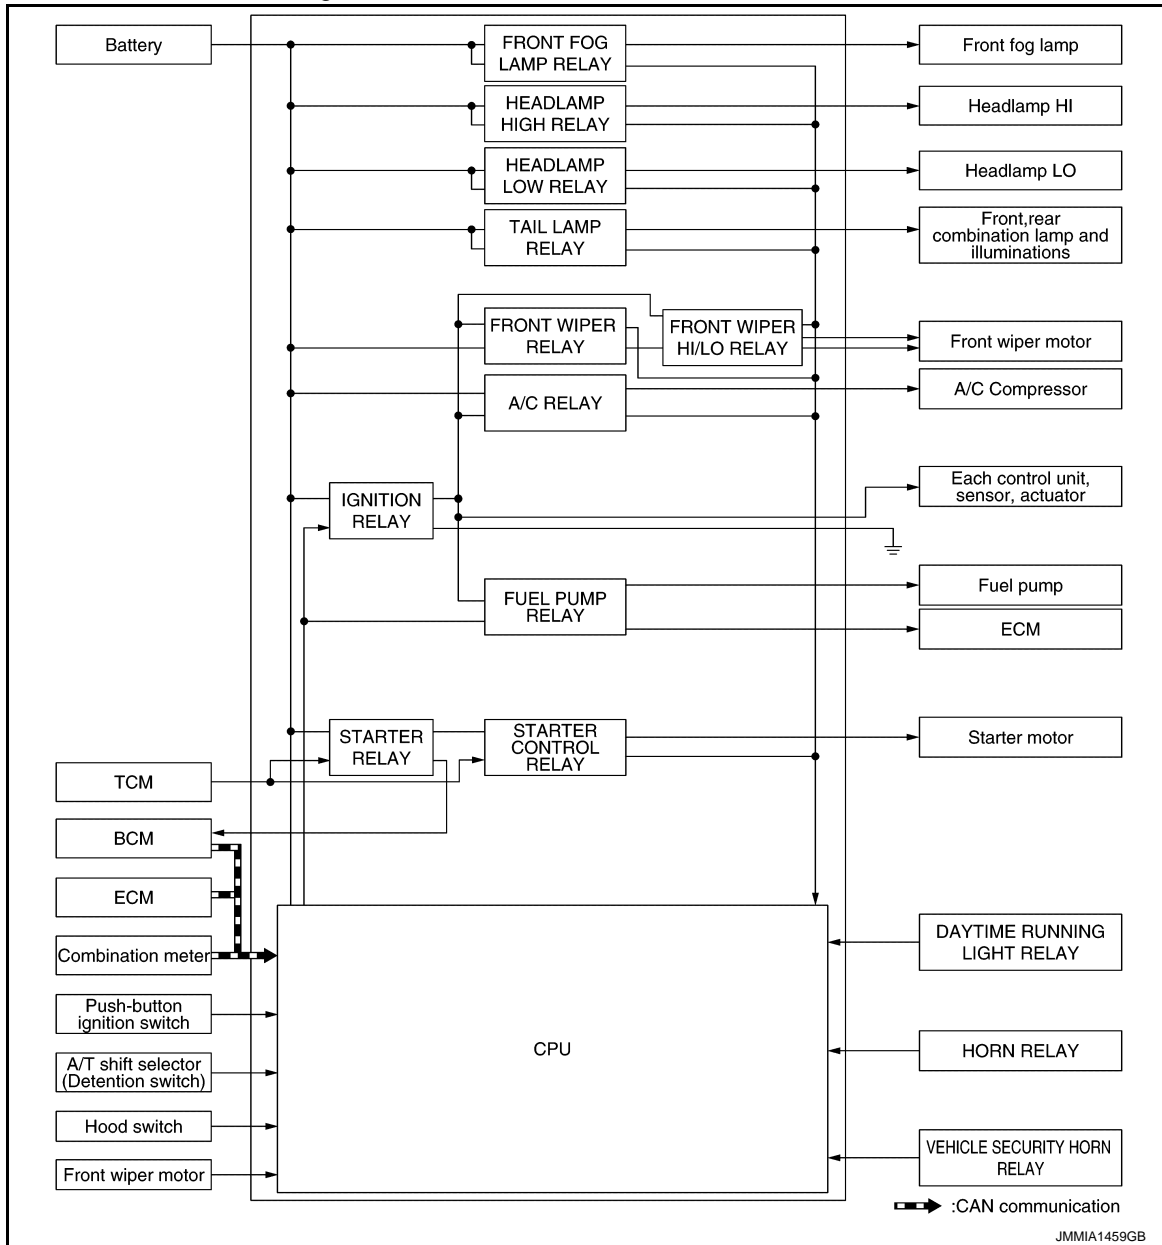 Battery
FRONT FOG
LAMP RELAY
Front fog lamp
HEADLAMP
HIGH RELAY
Headlamp HI
HEADLAMP
LOW RELAY
Headlamp LO
TAIL LAMP
RELAY
Front,rear
combination lamp and
illuminations
FRONT WIPER
RELAY
FRONT WIPER
HI/LO RELAY
Front wiper motor
A/C RELAY
A/C Compressor
IGNITION
RELAY
Each control unit,
sensor, actuator
FUEL PUMP
RELAY
Fuel pump
ECM
STARTER
RELAY
STARTER
CONTROL
RELAY
Starter motor
TCM
BCM
ECM
Combination meter
Push-button
ignition switch
A/T shift selector
(Detention switch)
Hood switch
Front wiper motor
CPU
DAYTIME RUNNING
LIGHT RELAY
HORN RELAY
VEHICLE SECURITY HORN
RELAY
:CAN communication
JMMIA1459GB